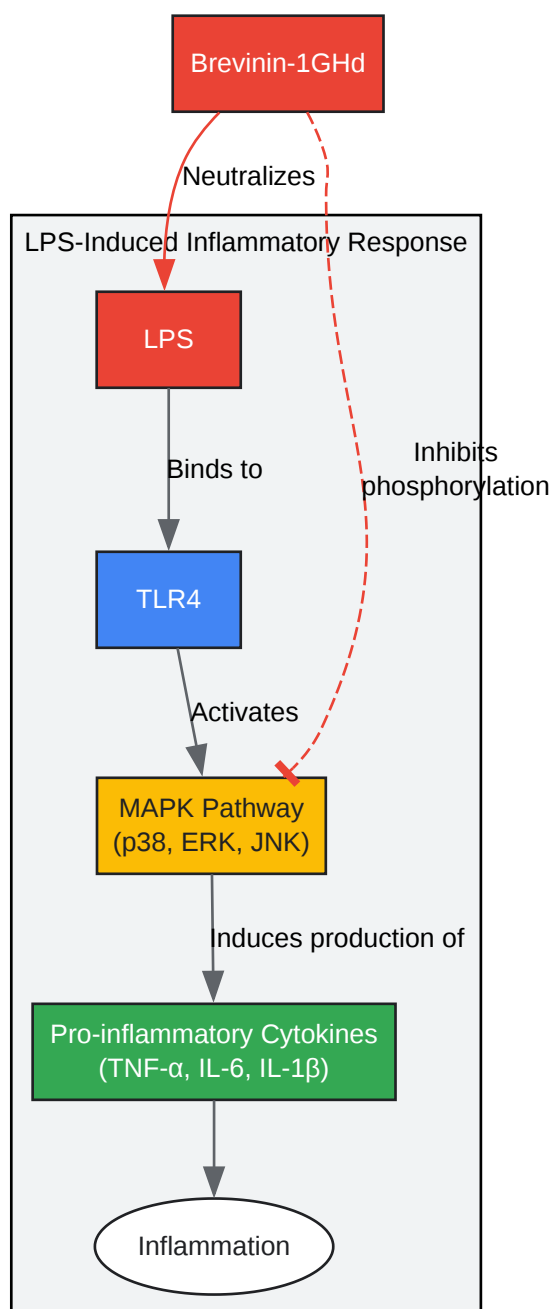 Brevinin-1GHd
Neutralizes
LPS-Induced Inflammatory Response
LPS
Inhibits
phosphorylation
Binds to
TLR4
Activates
MAPK Pathway
(p38, ERK, JNK)
Induces production of
Pro-inflammatory Cytokines
(TNF-α, IL-6, IL-1β)
Inflammation